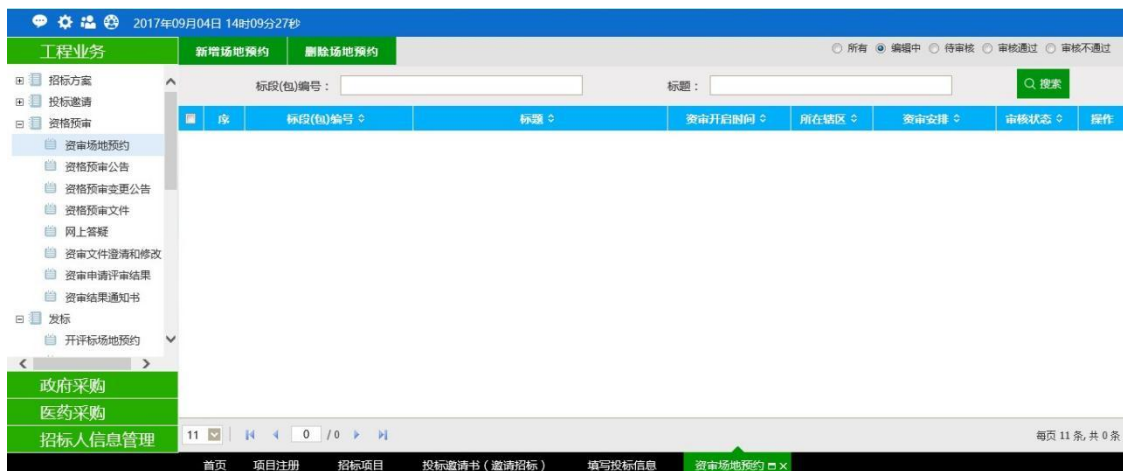 2017年09月04日 14时09分27秒
工程业务
新增场地预约 删除场地预约
所有 编辑中 待审核 审核通过 审核不通过
招标方案
投标邀请
资格预审
资审场地预约
资格预审公告
资格预审变更公告
资格预审文件
网上答疑
资审文件澄清和修改
资审申请评审结果
资审结果通知书
发标
开评标场地预约
政府采购
医药采购
招标人信息管理
标段(包)编号： 标题： 搜索
序 标段(包)编号 标题 资审开启时间 所在辖区 资审安排 审核状态 操作
11 0 / 0 每页 11 条, 共 0 条
首页 项目注册 招标项目 投标邀请书（邀请招标） 填写投标信息 资审场地预约